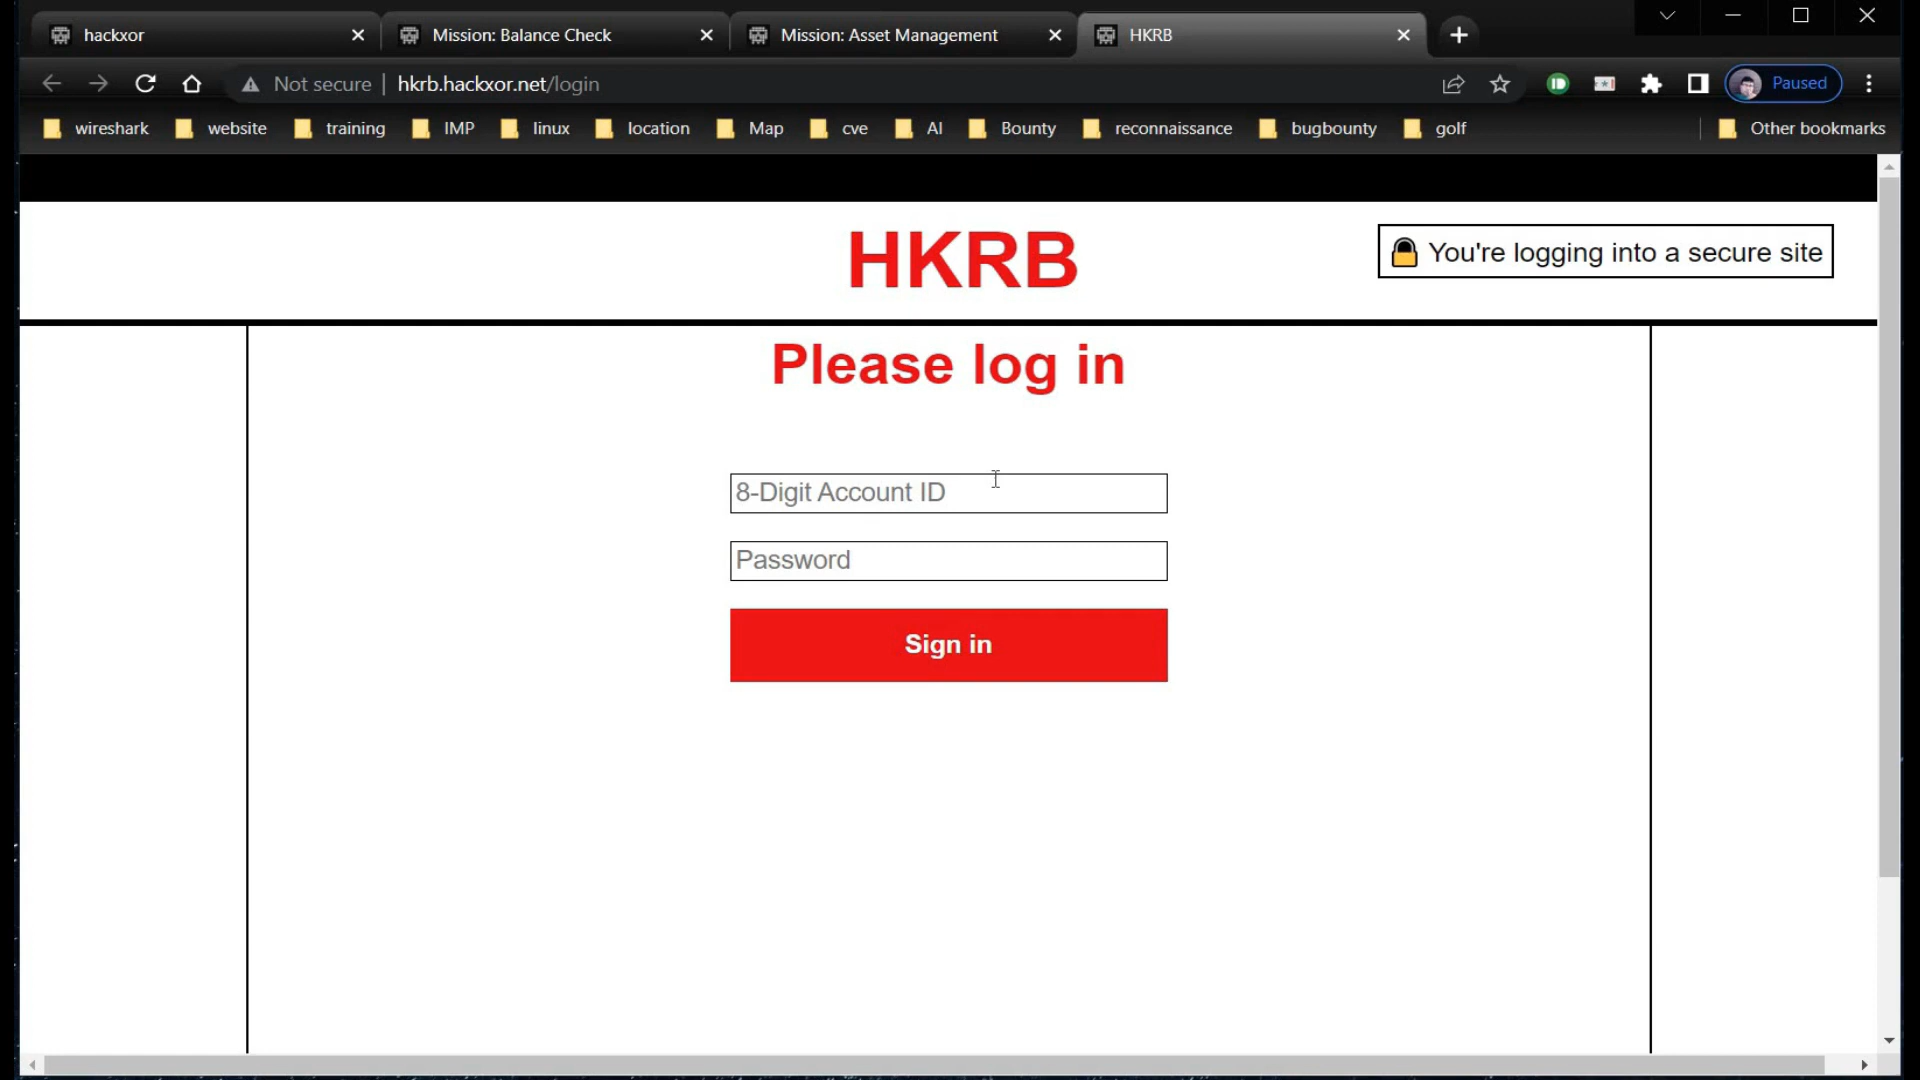 hackxor
Mission: Balance Check
Mission: Asset Management
HKRB
Not secure | hkrb.hackxor.net/login
Paused
wireshark website training IMP linux location Map cve AI Bounty reconnaissance bugbounty golf Other bookmarks
HKRB
You're logging into a secure site
Please log in
8-Digit Account ID
Password
Sign in